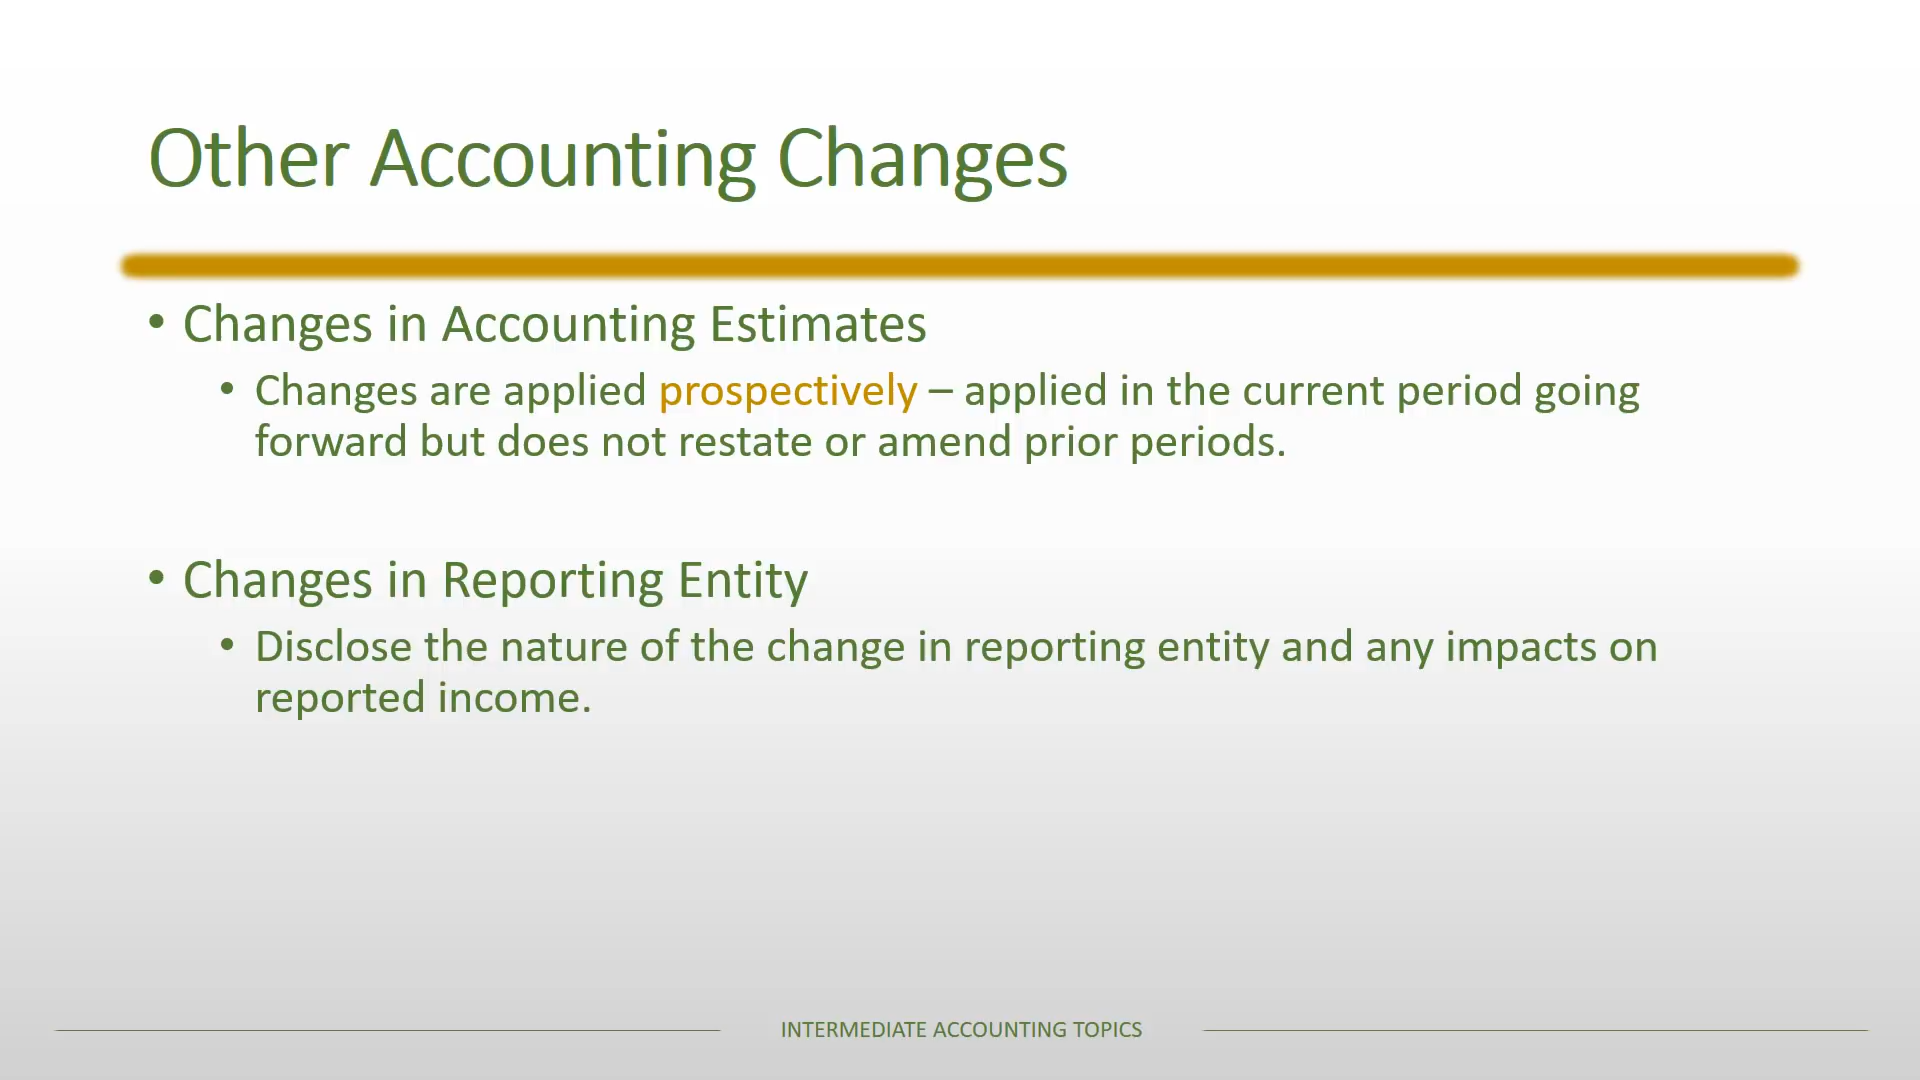 Other Accounting Changes
• Changes in Accounting Estimates
• Changes are applied prospectively – applied in the current period going
forward but does not restate or amend prior periods.
• Changes in Reporting Entity
• Disclose the nature of the change in reporting entity and any impacts on
reported income.
INTERMEDIATE ACCOUNTING TOPICS